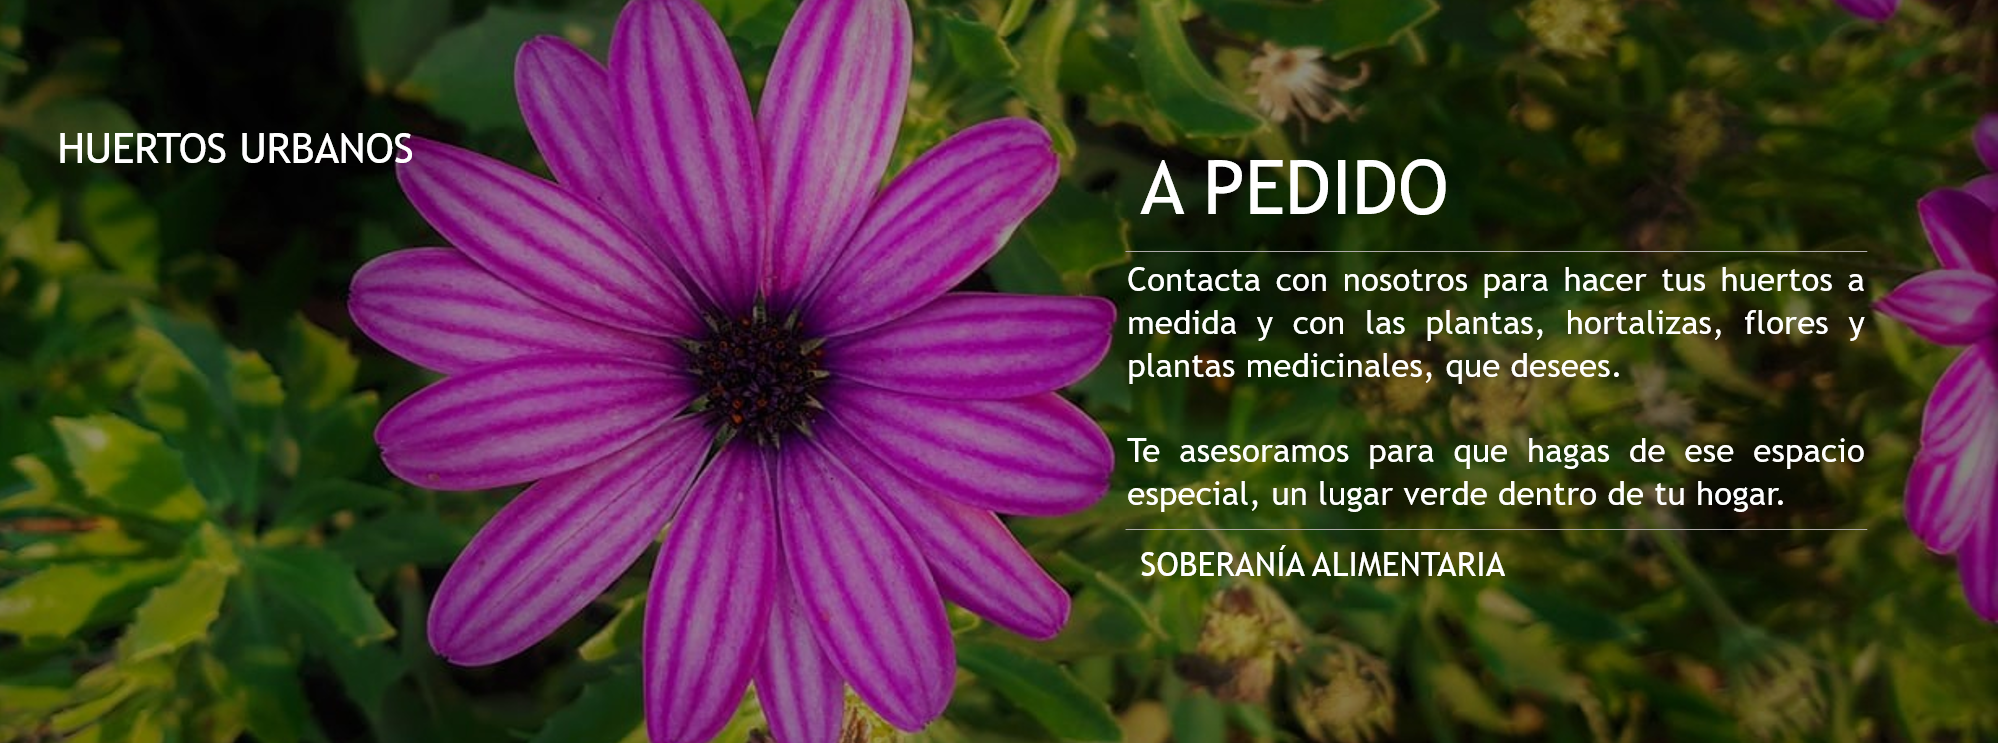 HUERTOS URBANOS
A PEDIDO
Contacta con nosotros para hacer tus huertos a
medida y con las plantas, hortalizas, flores y
plantas medicinales, que desees.
Te asesoramos para que hagas de ese espacio
especial, un lugar verde dentro de tu hogar.
SOBERANÍA ALIMENTARIA